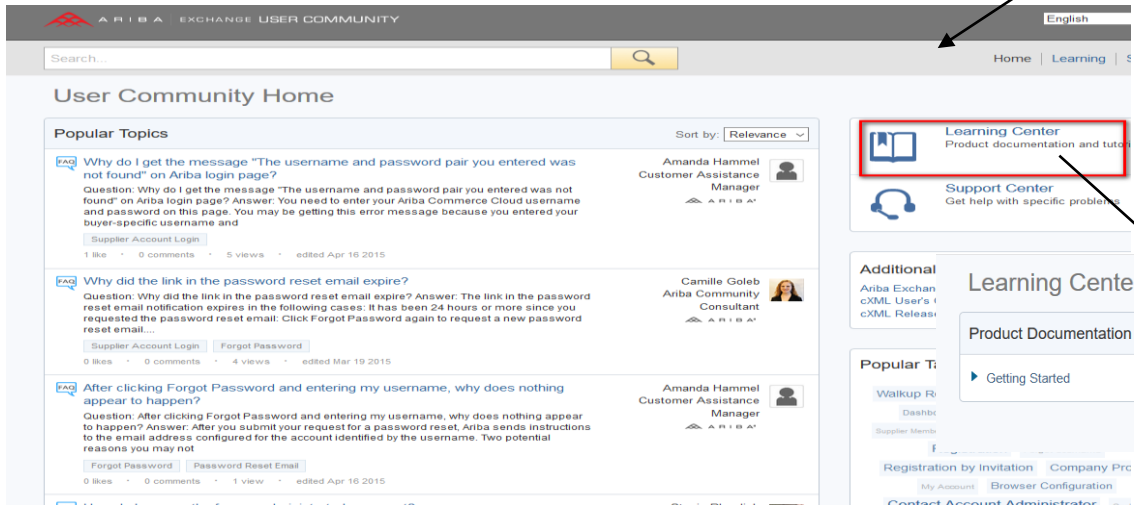 ARIBA EXCHANGE USER COMMUNITY
English
Search...
Home | Learning |
User Community Home
Popular Topics
Sort by: Relevance
FAQ Why do I get the message "The username and password pair you entered was
not found" on Ariba login page?
Question: Why do I get the message "The username and password pair you entered was not
found" on Ariba login page? Answer: You need to enter your Ariba Commerce Cloud username
and password on this page. You may be getting this error message because you entered your
buyer-specific username and
Supplier Account Login
1 like · 0 comments · 5 views · edited Apr 16 2015
Amanda Hammel
Customer Assistance
Manager
ARIBA
FAQ Why did the link in the password reset email expire?
Question: Why did the link in the password reset email expire? Answer: The link in the password
reset email notification expires in the following cases: It has been 24 hours or more since you
requested the password reset email: Click Forgot Password again to request a new password
reset email....
Supplier Account Login Forgot Password
0 likes · 0 comments · 4 views · edited Mar 19 2015
Camille Goleb
Ariba Community
Consultant
ARIBA
FAQ After clicking Forgot Password and entering my username, why does nothing
appear to happen?
Question: After clicking Forgot Password and entering my username, why does nothing appear
to happen? Answer: After you submit your request for a password reset, Ariba sends instructions
to the email address configured for the account identified by the username. Two potential
reasons you may not
Forgot Password Password Reset Email
0 likes · 0 comments · 1 view · edited Apr 16 2015
Amanda Hammel
Customer Assistance
Manager
ARIBA
Learning Center
Product documentation and
Support Center
Get help with specific problems
Additional
Ariba
cXML User's
cXML
Learning
Product Documentation
Getting Started
Popular
Walkup
Supplier
Registration by Invitation Company
My Account Browser Configuration
Contact Account Administrator